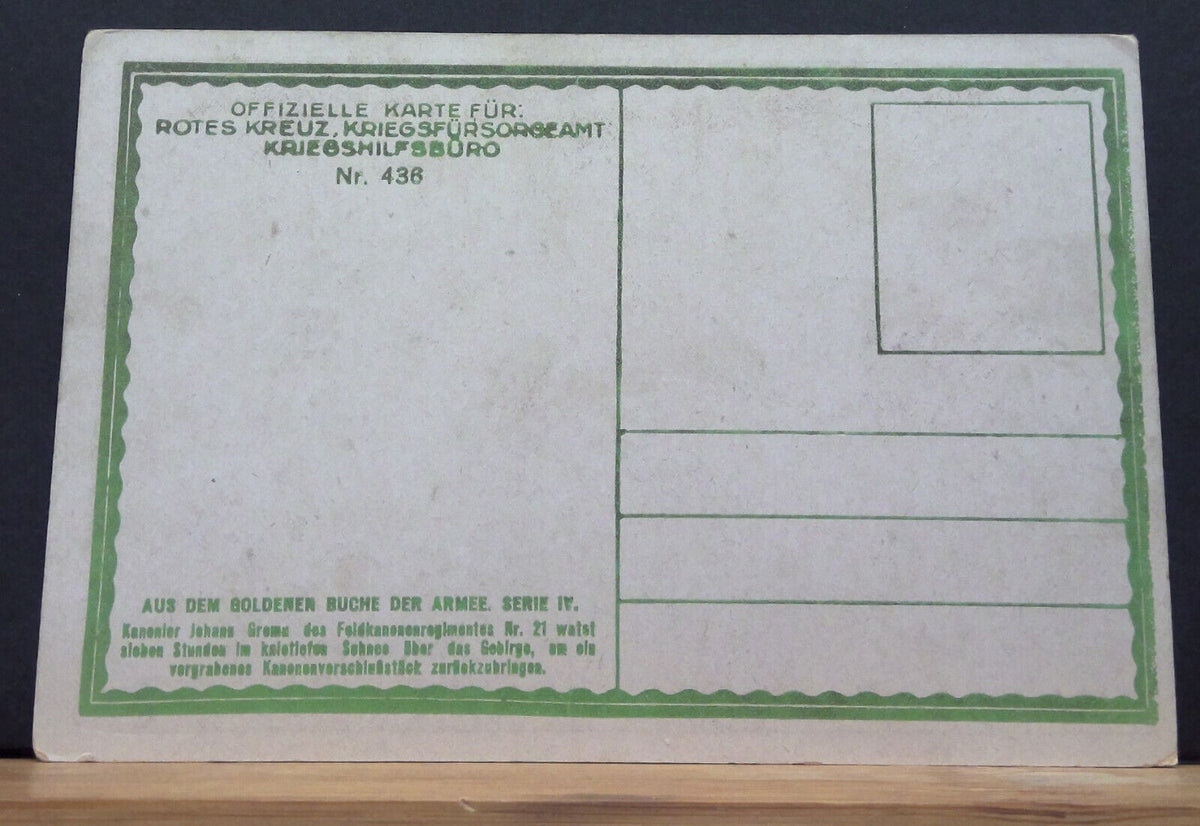 OFFIZIELLE KARTE FÜR:
ROTES KREUZ, KRIEGSFÜRSORGEAMT
KRIEGSHILFSBÜRO
Nr. 436
AUS DEM GOLDENEN BUCHE DER ARMEE. SERIE IV.
Kanonier Johann Groma des Feldkanonenregimentes Nr. 21 watet
sieben Stunden im knietiefen Schnee über das Gebirge, um ein
vergrabenes Kanonenverschlußstück zurückzubringen.